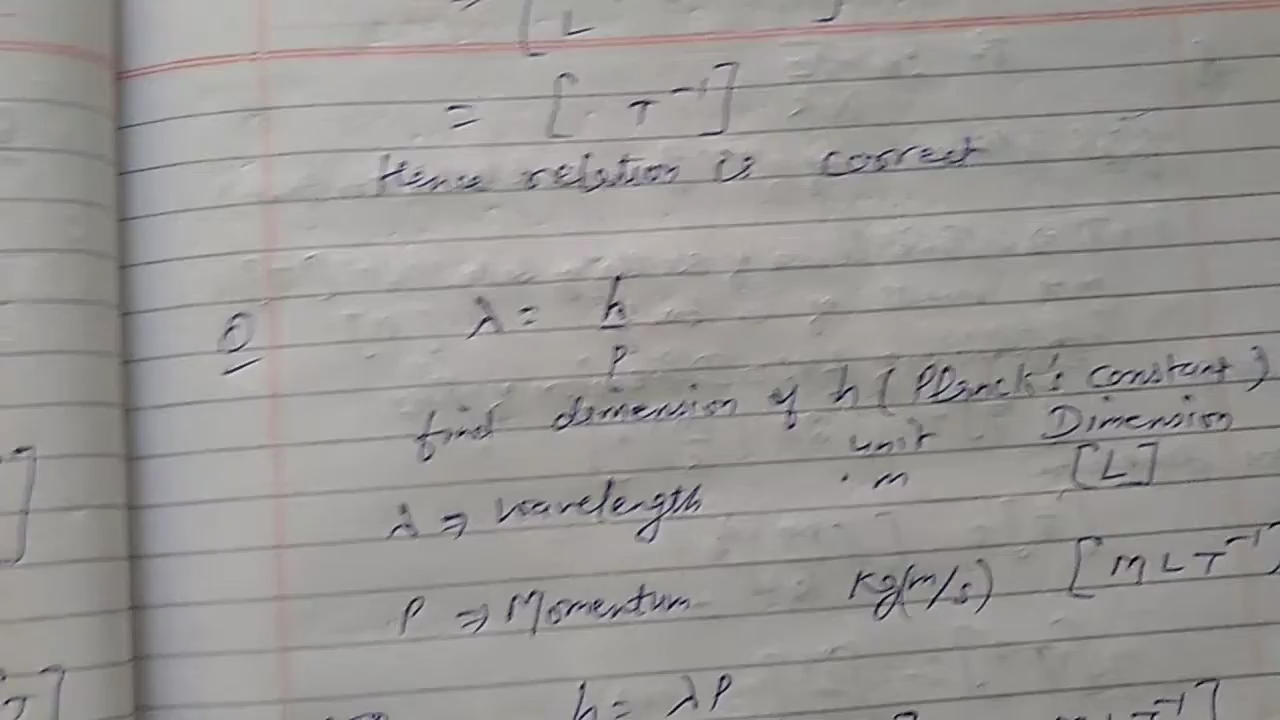 [L
= [ T⁻¹]
Hence relation is correct
Q λ = h/P
find dimension of h (Planck's constant)
unit Dimension
λ ⇒ wavelength m [L]
P ⇒ Momentum Kg(m/s) [MLT⁻¹]
h = λP